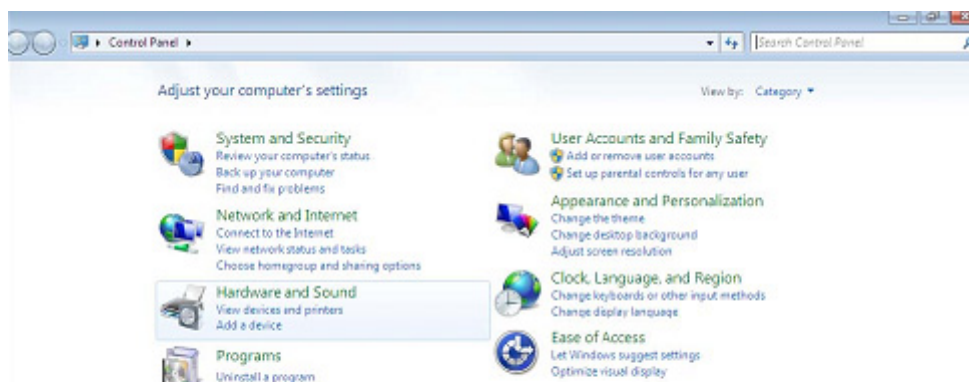 Control Panel
Search Control Panel
Adjust your computer's settings
View by: Category
System and Security
Review your computer's status
Back up your computer
Find and fix problems
Network and Internet
Connect to the Internet
View network status and tasks
Choose homegroup and sharing options
Hardware and Sound
View devices and printers
Add a device
Programs
Uninstall a program
User Accounts and Family Safety
Add or remove user accounts
Set up parental controls for any user
Appearance and Personalization
Change the theme
Change desktop background
Adjust screen resolution
Clock, Language, and Region
Change keyboards or other input methods
Change display language
Ease of Access
Let Windows suggest settings
Optimize visual display